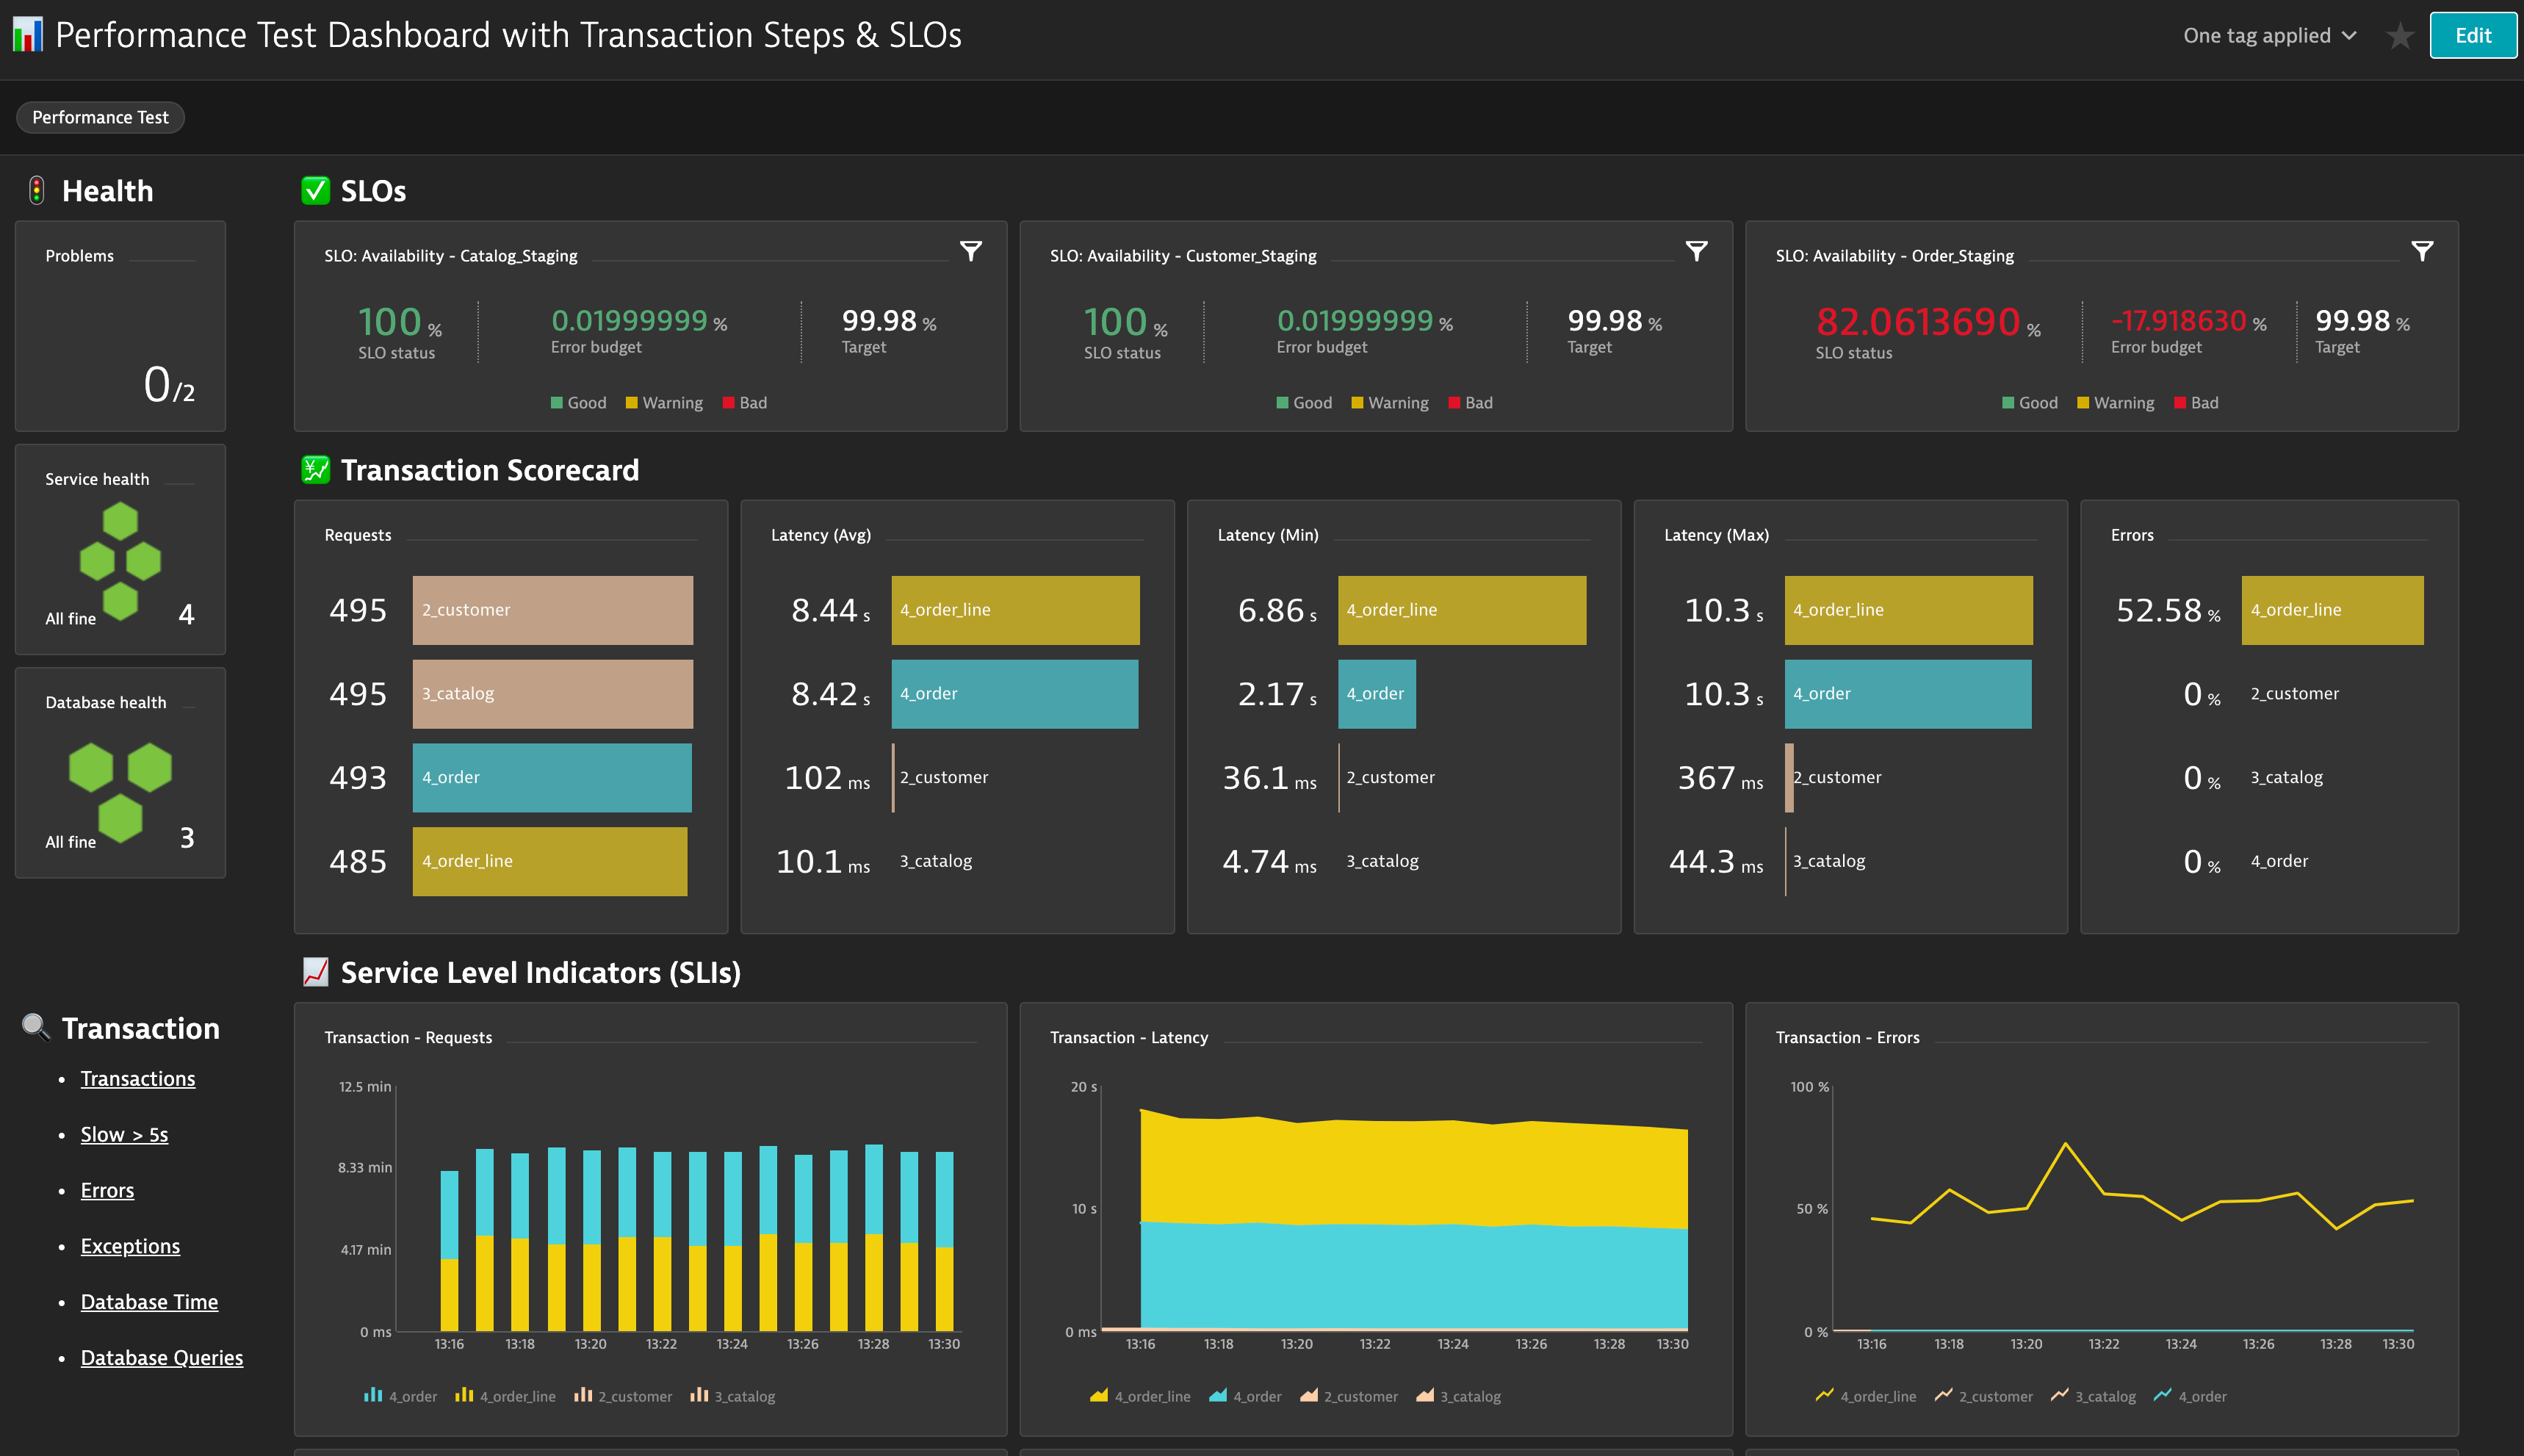 Performance Test Dashboard with Transaction Steps & SLOs
One tag applied
Edit
Performance Test
Health
Problems
0/2
Service health
All fine
4
Database health
All fine
3
SLOs
SLO: Availability - Catalog_Staging
100 %
SLO status
0.01999999 %
Error budget
99.98 %
Target
Good Warning Bad
SLO: Availability - Customer_Staging
100 %
SLO status
0.01999999 %
Error budget
99.98 %
Target
Good Warning Bad
SLO: Availability - Order_Staging
82.0613690 %
SLO status
-17.918630 %
Error budget
99.98 %
Target
Good Warning Bad
Transaction Scorecard
Requests
495 2_customer
495 3_catalog
493 4_order
485 4_order_line
Latency (Avg)
8.44 s 4_order_line
8.42 s 4_order
102 ms 2_customer
10.1 ms 3_catalog
Latency (Min)
6.86 s 4_order_line
2.17 s 4_order
36.1 ms 2_customer
4.74 ms 3_catalog
Latency (Max)
10.3 s 4_order_line
10.3 s 4_order
367 ms 2_customer
44.3 ms 3_catalog
Errors
52.58 % 4_order_line
0 % 2_customer
0 % 3_catalog
0 % 4_order
Transaction
Transactions
Slow > 5s
Errors
Exceptions
Database Time
Database Queries
Service Level Indicators (SLIs)
Transaction - Requests
12.5 min
8.33 min
4.17 min
0 ms
13:16 13:18 13:20 13:22 13:24 13:26 13:28 13:30
4_order 4_order_line 2_customer 3_catalog
Transaction - Latency
20 s
10 s
0 ms
13:16 13:18 13:20 13:22 13:24 13:26 13:28 13:30
4_order_line 4_order 2_customer 3_catalog
Transaction - Errors
100 %
50 %
0 %
13:16 13:18 13:20 13:22 13:24 13:26 13:28 13:30
4_order_line 2_customer 3_catalog 4_order